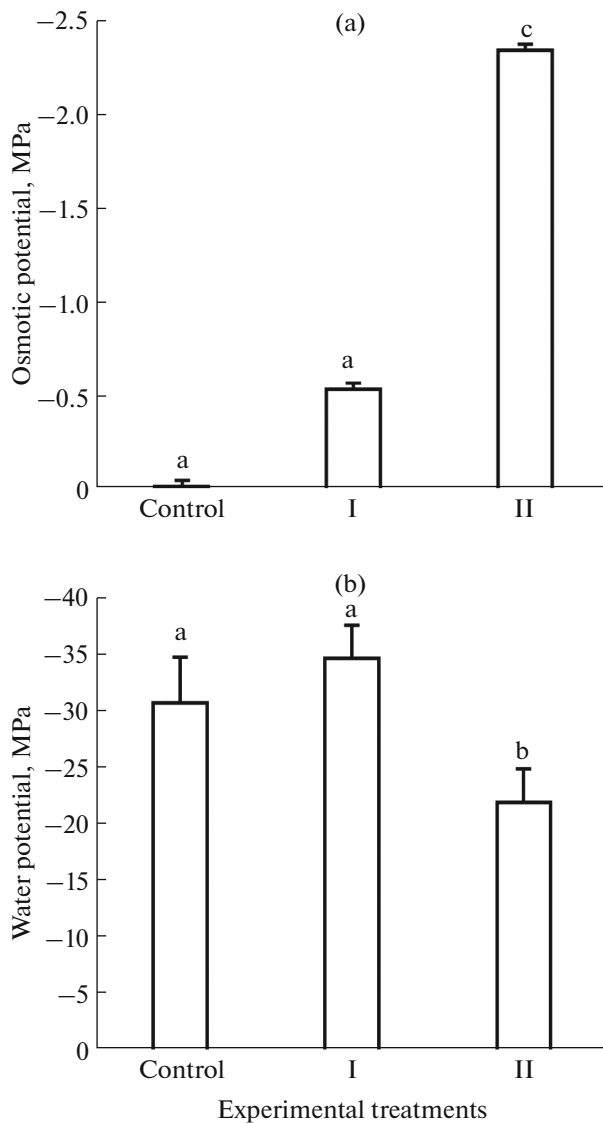 (a)
Osmotic potential, MPa
−2.5
−2.0
−1.5
−1.0
−0.5
0
a
a
c
Control
I
II
(b)
Water potential, MPa
−40
−35
−30
−25
−20
−15
−10
−5
0
a
a
b
Control
I
II
Experimental treatments